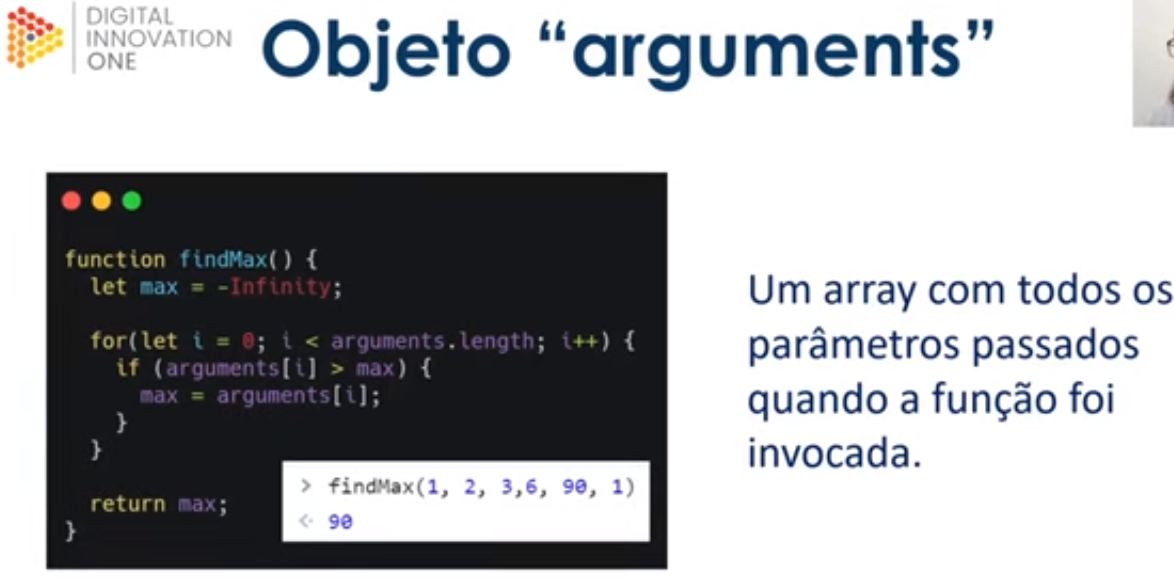 DIGITAL
INNOVATION
ONE
Objeto “arguments”
function findMax() {
let max = -Infinity;
for(let i = 0; i < arguments.length; i++) {
if (arguments[i] > max) {
max = arguments[i];
}
}
return max;
}
> findMax(1, 2, 3,6, 90, 1)
<· 90
Um array com todos os
parâmetros passados
quando a função foi
invocada.